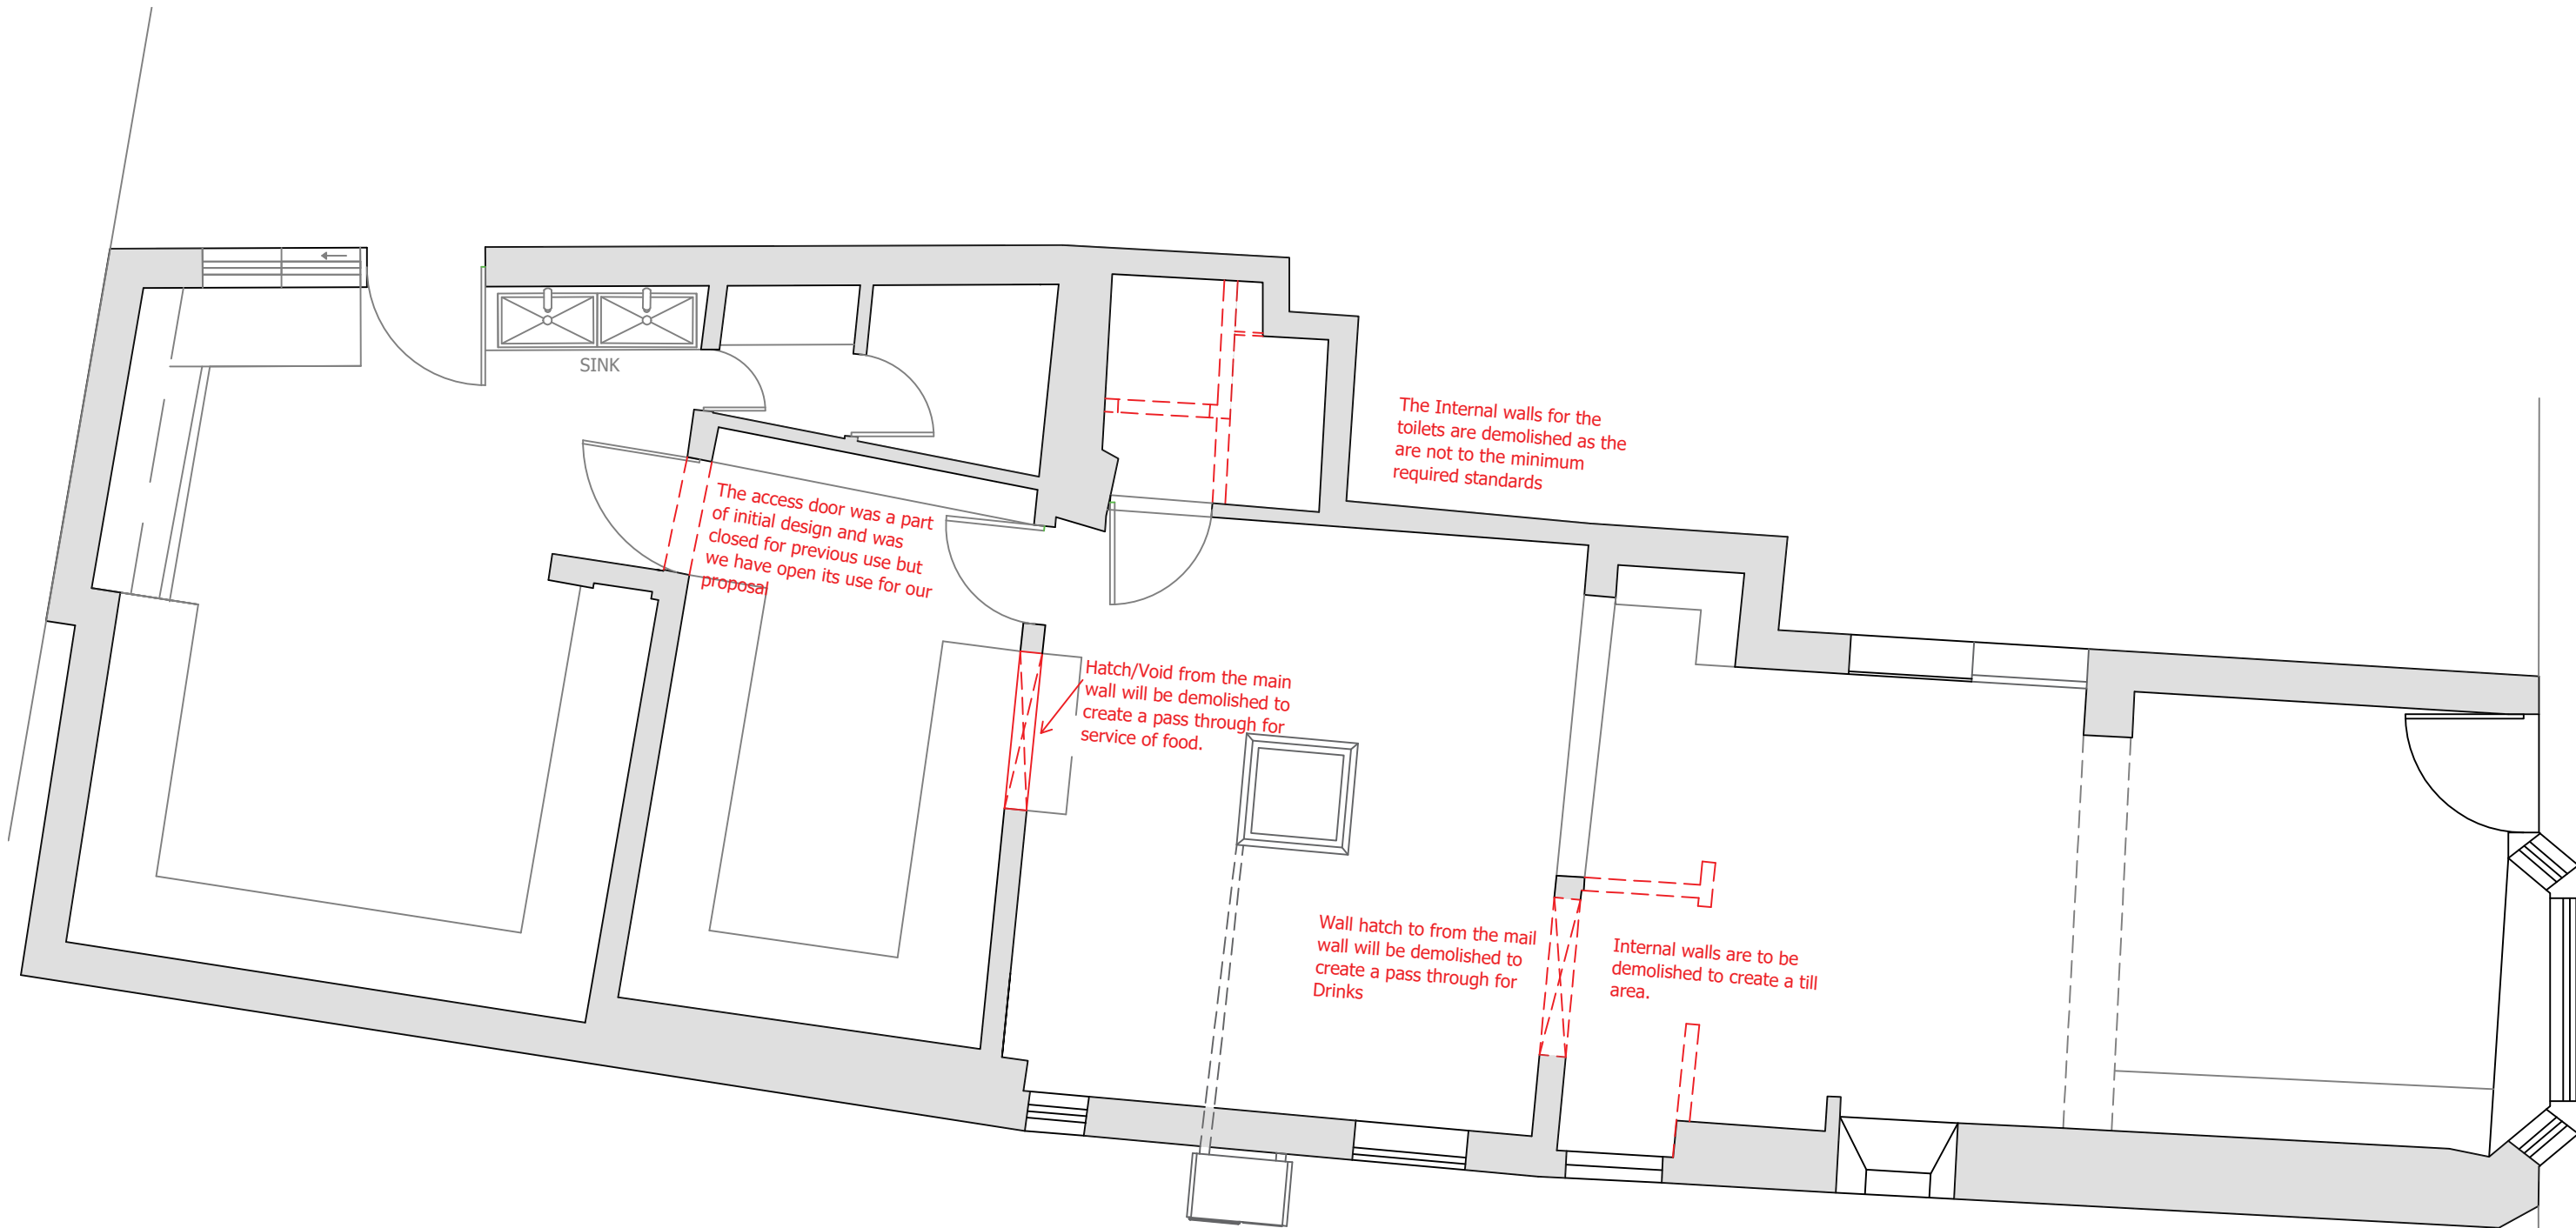 SINK
The Internal walls for the
toilets are demolished as the
are not to the minimum
required standards
The access door was a part
of initial design and was
closed for previous use but
we have open its use for our
proposal
Hatch/Void from the main
wall will be demolished to
create a pass through for
service of food.
Wall hatch to from the mail
wall will be demolished to
create a pass through for
Drinks
Internal walls are to be
demolished to create a till
area.